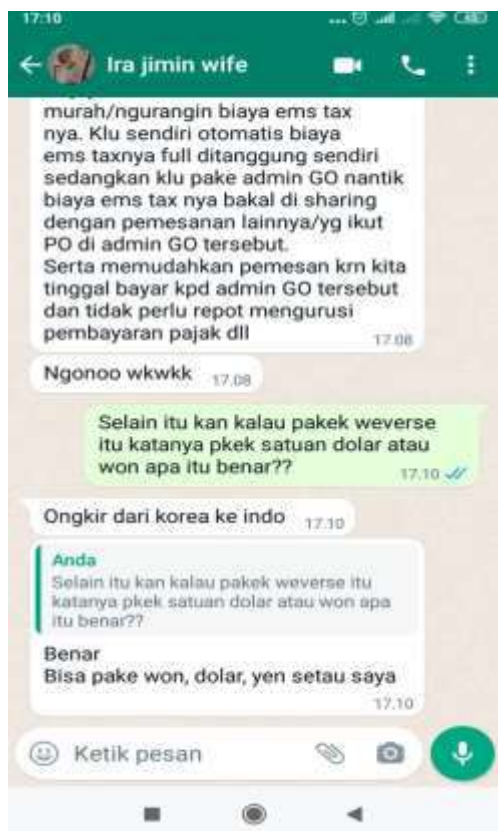 17:10
Ira jimin wife
murah/ngurangin biaya ems tax
nya. Klu sendiri otomatis biaya
ems taxnya full ditanggung sendiri
sedangkan klu pake admin GO nantik
biaya ems tax nya bakal di sharing
dengan pemesanan lainnya/yg ikut
PO di admin GO tersebut.
Serta memudahkan pemesan krn kita
tinggal bayar kpd admin GO tersebut
dan tidak perlu repot mengurusi
pembayaran pajak dll
17.08
Ngonoo wkwkk 17.08
Selain itu kan kalau pakek weverse
itu katanya pkek satuan dolar atau
won apa itu benar??
17.10
Ongkir dari korea ke indo 17.10
Anda
Selain itu kan kalau pakek weverse itu
katanya pkek satuan dolar atau won apa
itu benar??
Benar
Bisa pake won, dolar, yen setau saya
17.10
Ketik pesan